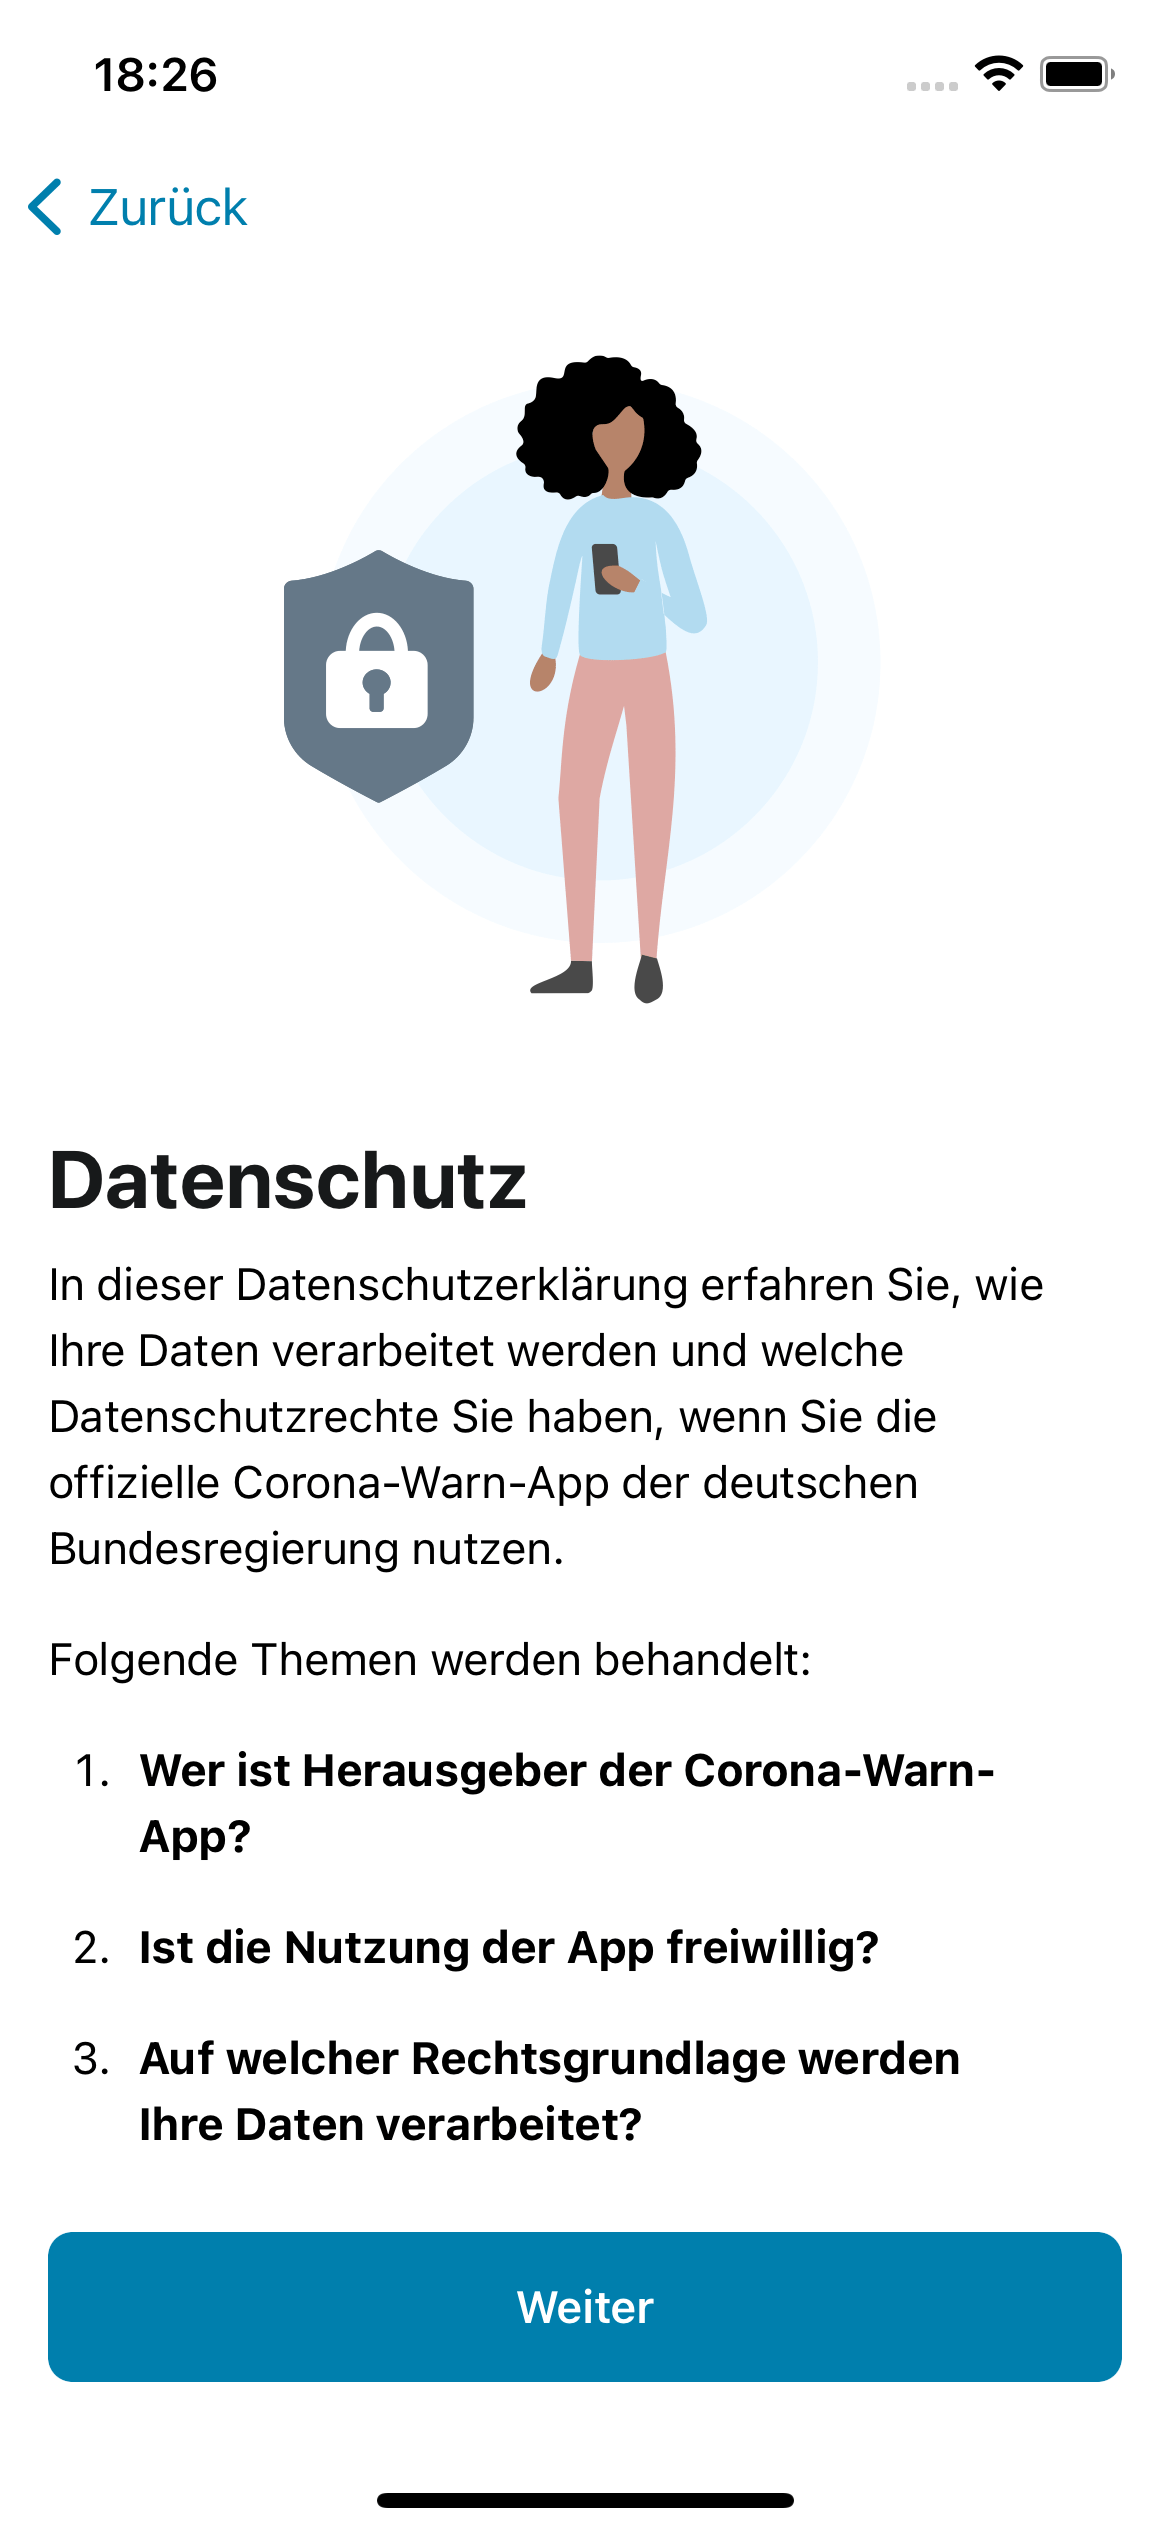 18:26
Zurück
Datenschutz
In dieser Datenschutzerklärung erfahren Sie, wie
Ihre Daten verarbeitet werden und welche
Datenschutzrechte Sie haben, wenn Sie die
offizielle Corona-Warn-App der deutschen
Bundesregierung nutzen.
Folgende Themen werden behandelt:
1. Wer ist Herausgeber der Corona-Warn-
App?
2. Ist die Nutzung der App freiwillig?
3. Auf welcher Rechtsgrundlage werden
Ihre Daten verarbeitet?
Weiter